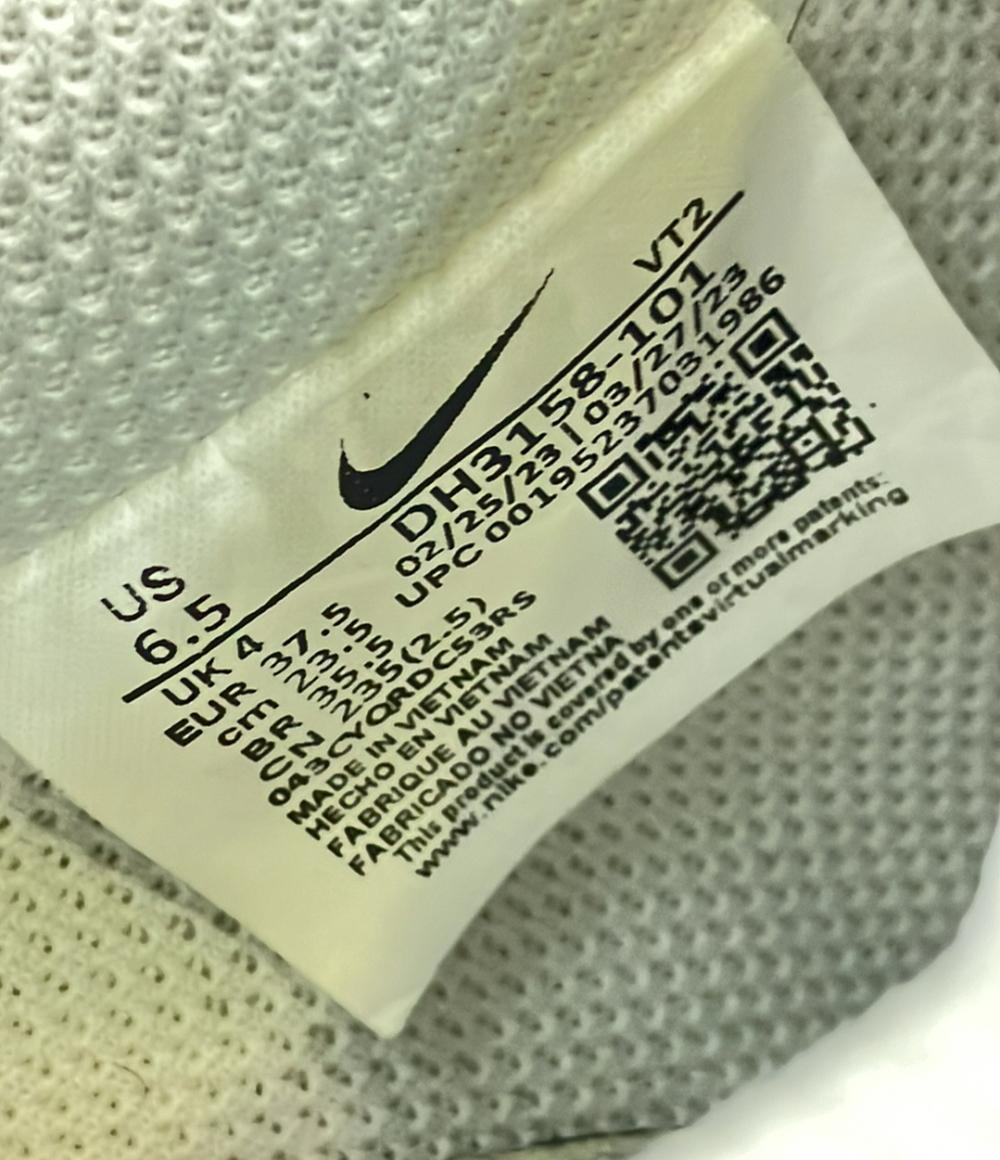 VT2
US
6.5
DH3158-101
02/25/23 | 03/27/23
UPC 00195237031986
UK 4
EUR 37.5
cm 23.5
BR 35.5
CN 235(2.5)
043CYQRDC53RS
MADE IN VIETNAM
HECHO EN VIETNAM
FABRIQUE AU VIETNAM
FABRICADO NO VIETNA
This product is covered by one or more patents:
www.nike.com/patentsvirtualmarking